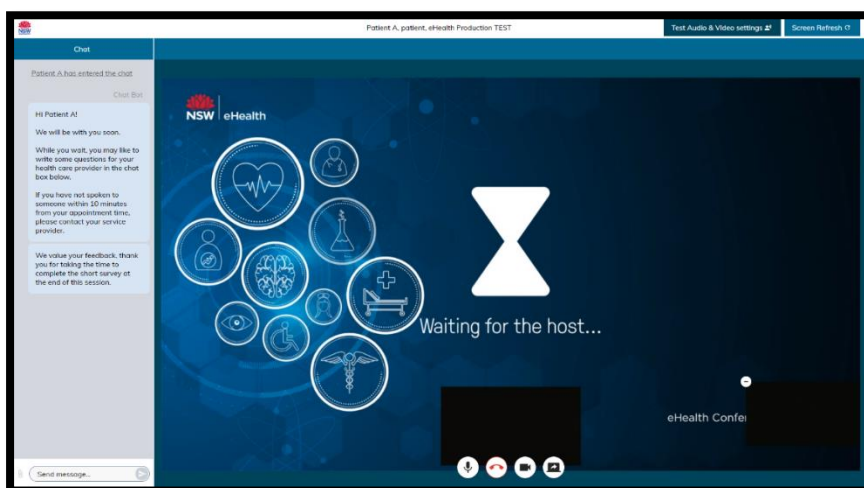 NSW
Patient A, patient, eHealth Production TEST
Test Audio & Video settings
Screen Refresh
Chat
Patient A has entered the chat
Chat Bot
Hi Patient A!
We will be with you soon.
While you wait, you may like to
write some questions for your
health care provider in the chat
box below.
If you have not spoken to
someone within 10 minutes
from your appointment time,
please contact your service
provider.
We value your feedback, thank
you for taking the time to
complete the short survey at
the end of this session.
Send message...
NSW eHealth
Waiting for the host...
eHealth Confe